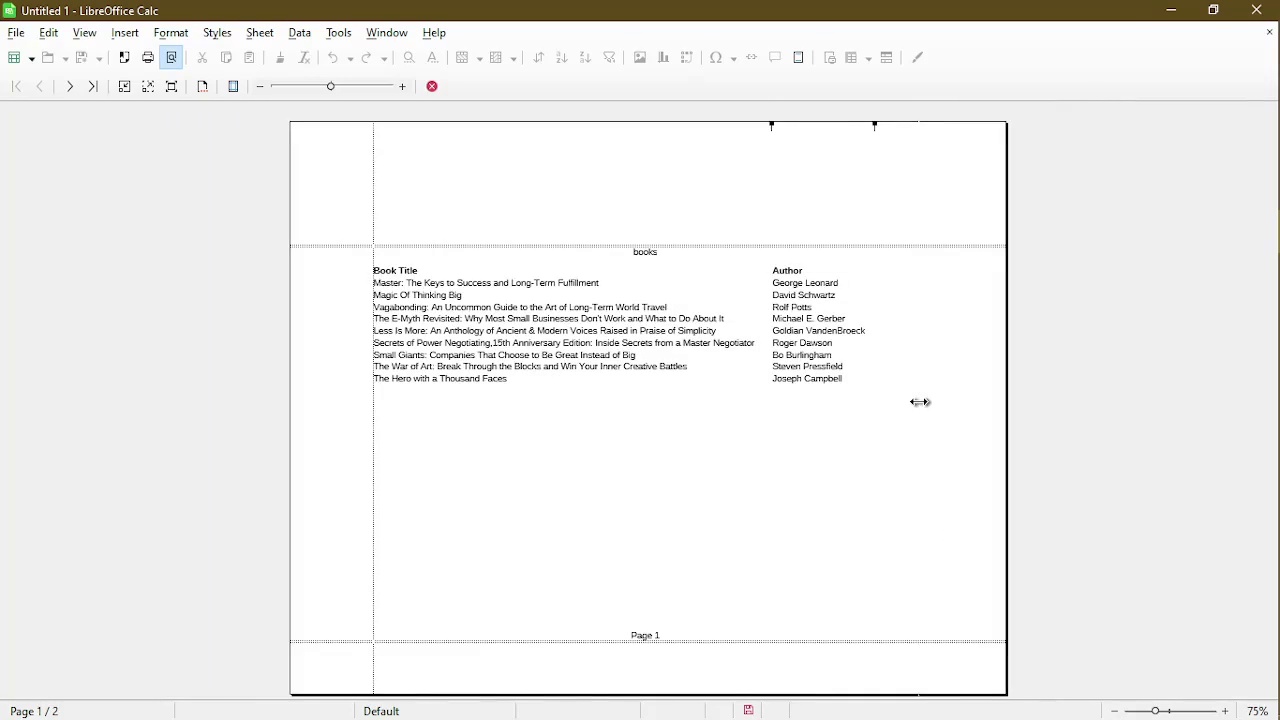 Untitled 1 - LibreOffice Calc
File Edit View Insert Format Styles Sheet Data Tools Window Help
books
Book Title Author
Master: The Keys to Success and Long-Term Fulfillment George Leonard
Magic Of Thinking Big David Schwartz
Vagabonding: An Uncommon Guide to the Art of Long-Term World Travel Rolf Potts
The E-Myth Revisited: Why Most Small Businesses Don't Work and What to Do About It Michael E. Gerber
Less Is More: An Anthology of Ancient & Modern Voices Raised in Praise of Simplicity Goldian VandenBroeck
Secrets of Power Negotiating,15th Anniversary Edition: Inside Secrets from a Master Negotiator Roger Dawson
Small Giants: Companies That Choose to Be Great Instead of Big Bo Burlingham
The War of Art: Break Through the Blocks and Win Your Inner Creative Battles Steven Pressfield
The Hero with a Thousand Faces Joseph Campbell
Page 1
Page 1 / 2 Default 75%